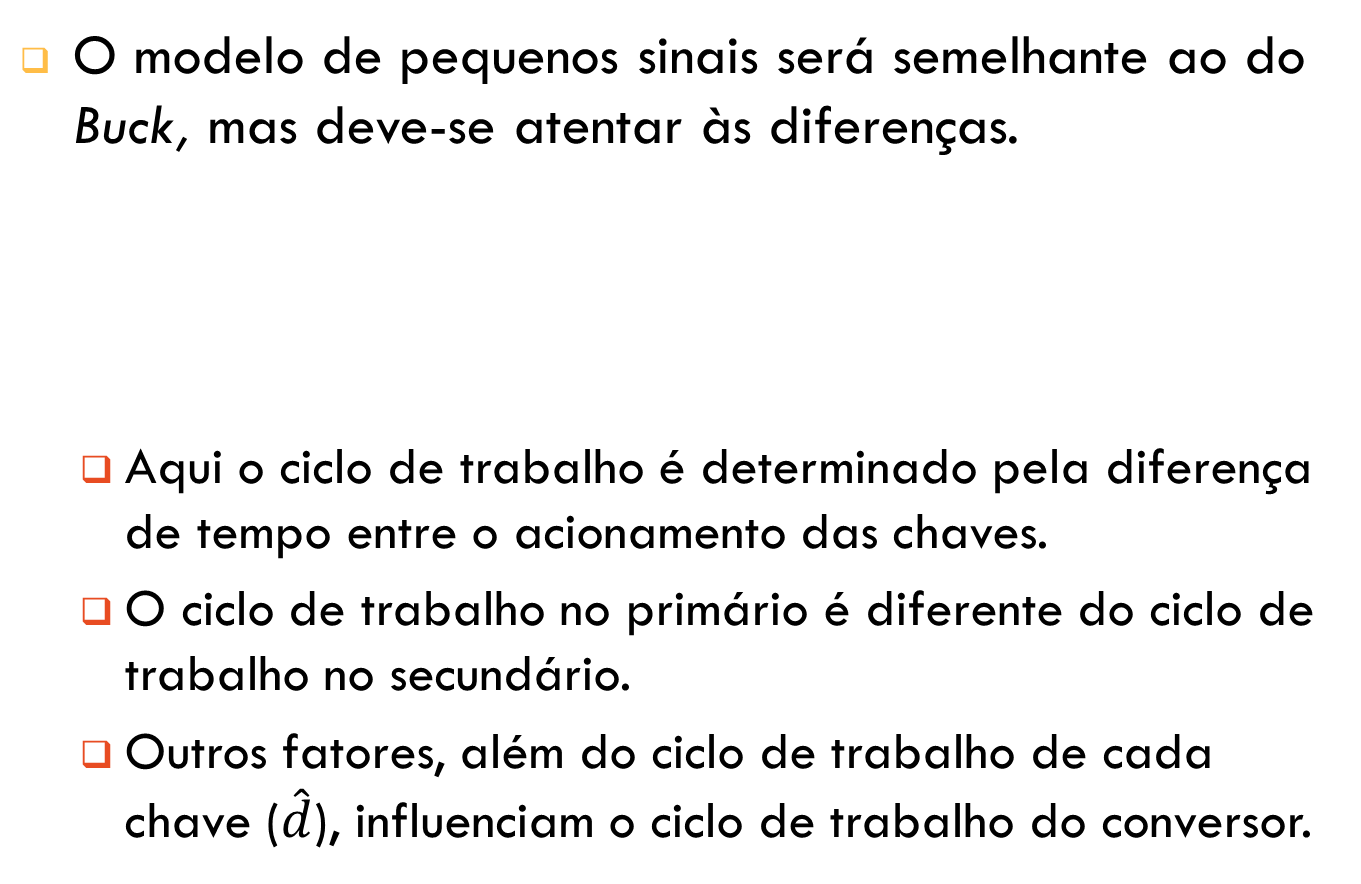 O modelo de pequenos sinais será semelhante ao do
Buck, mas deve-se atentar às diferenças.
Aqui o ciclo de trabalho é determinado pela diferença
de tempo entre o acionamento das chaves.
O ciclo de trabalho no primário é diferente do ciclo de
trabalho no secundário.
Outros fatores, além do ciclo de trabalho de cada
chave (d̂), influenciam o ciclo de trabalho do conversor.